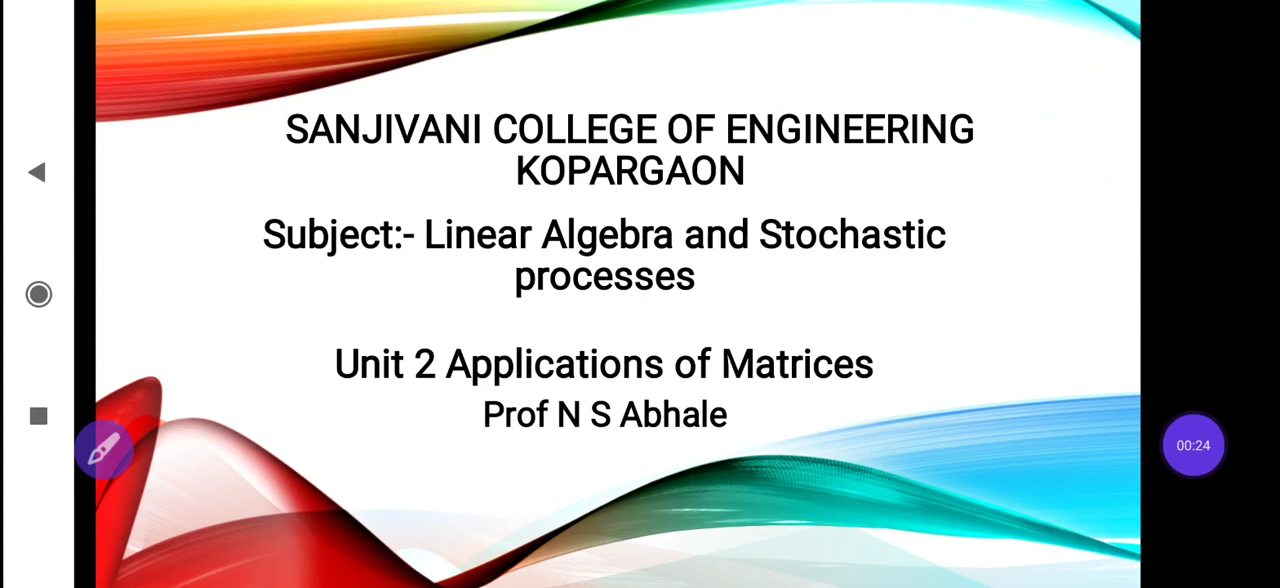 SANJIVANI COLLEGE OF ENGINEERING
KOPARGAON
Subject:- Linear Algebra and Stochastic
processes
Unit 2 Applications of Matrices
Prof N S Abhale
00:24